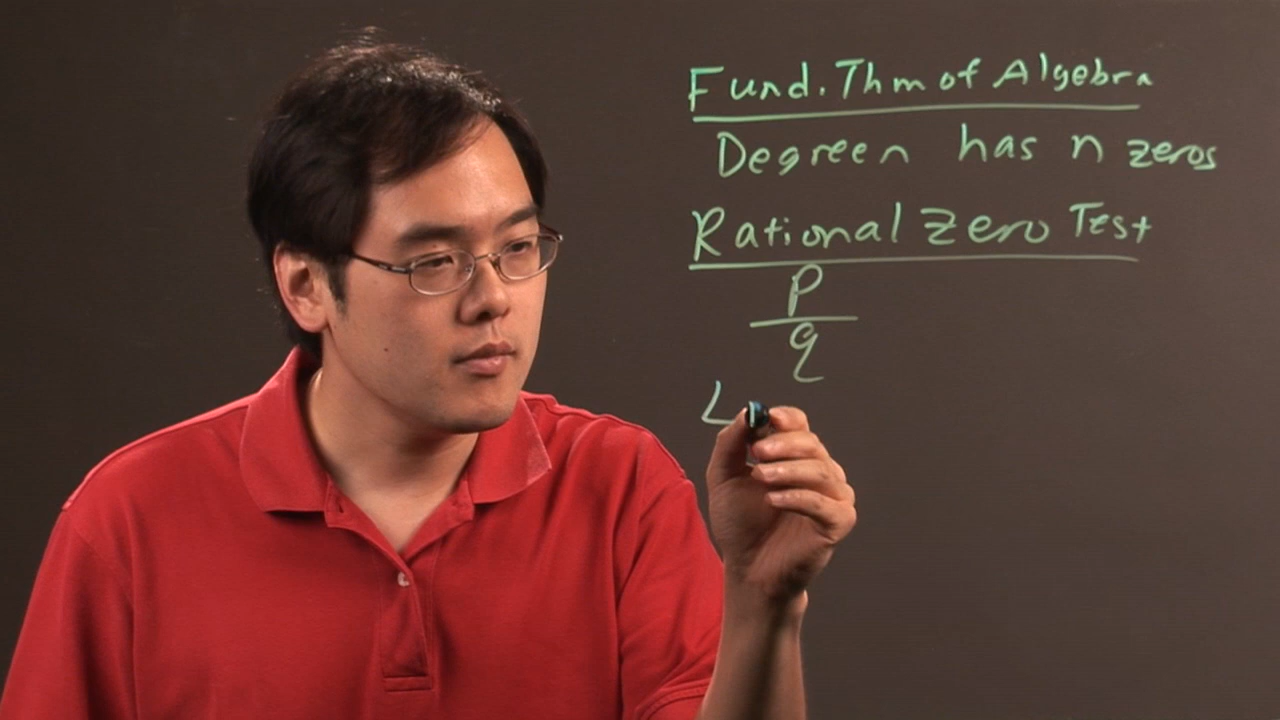 Fund. Thm of Algebra
Degree n has n zeros
Rational Zero Test
p
q
L